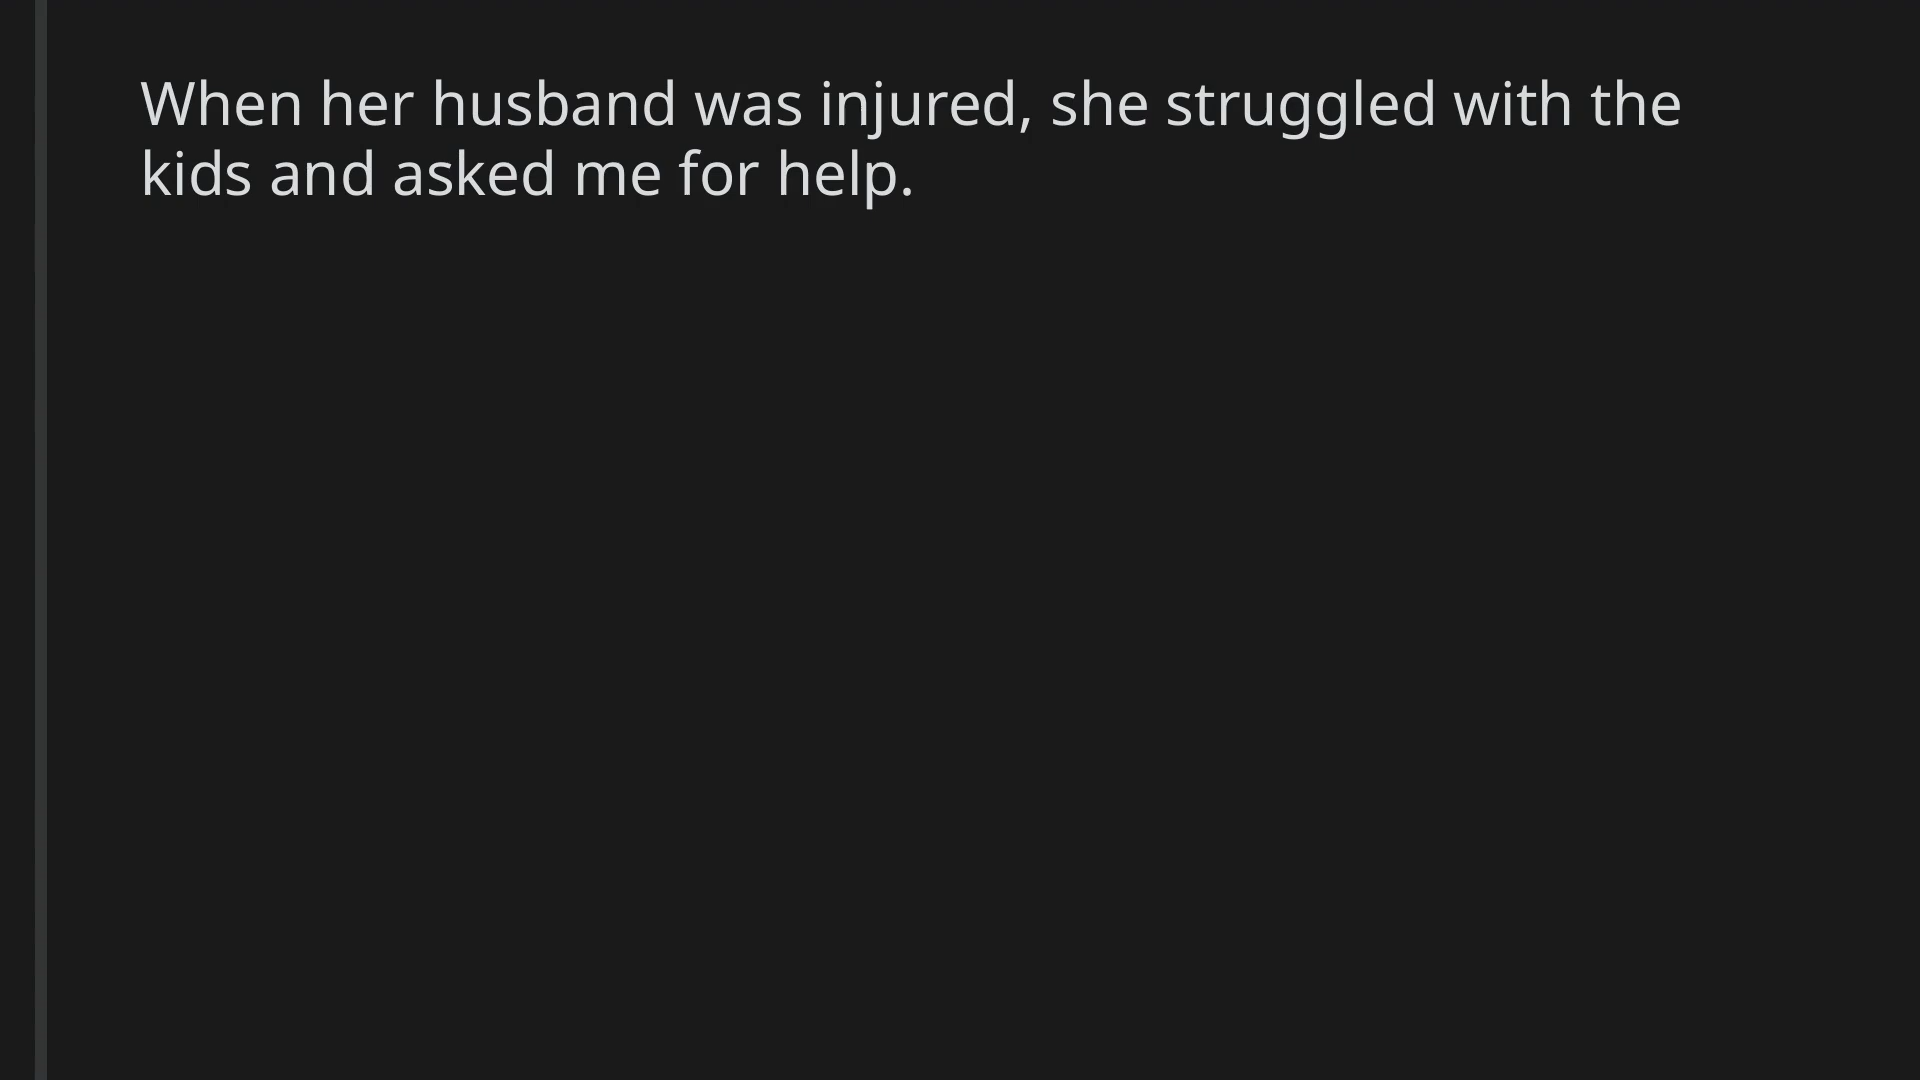 When her husband was injured, she struggled with the
kids and asked me for help.